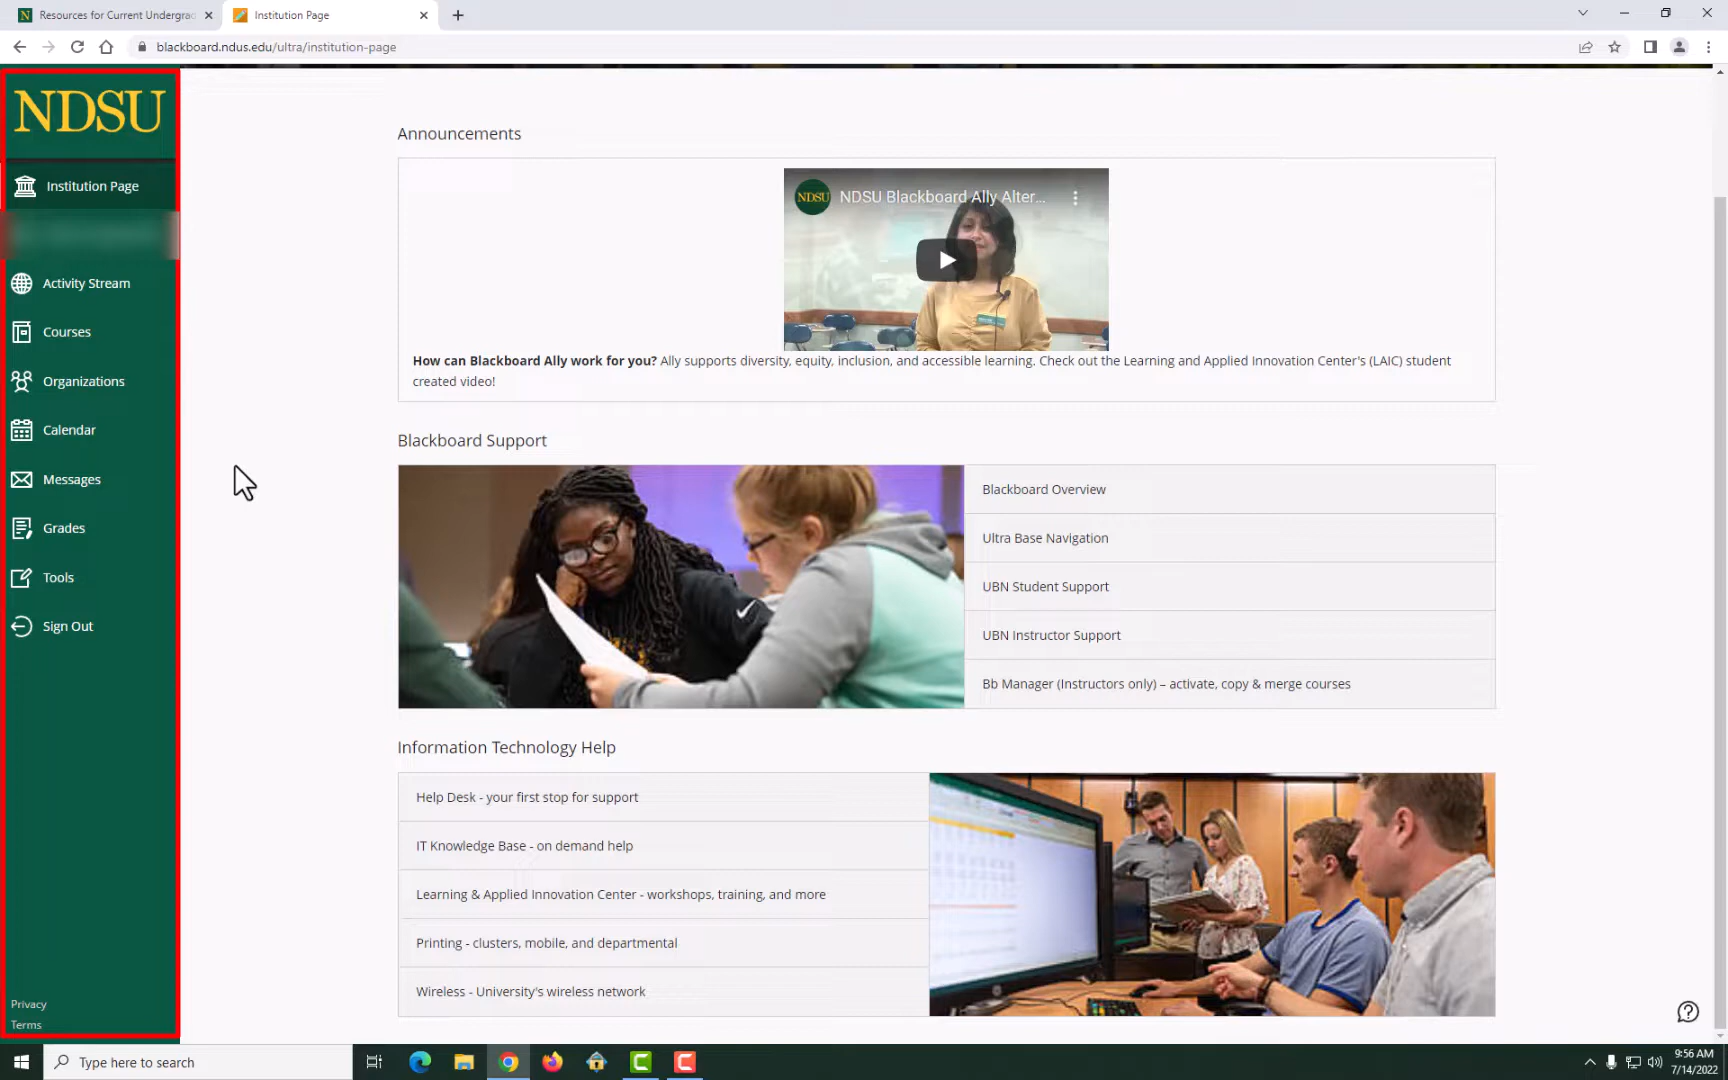 Resources for Current Undergrad
Institution Page
blackboard.ndus.edu/ultra/institution-page
NDSU
Institution Page
Activity Stream
Courses
Organizations
Calendar
Messages
Grades
Tools
Sign Out
Privacy
Terms
Announcements
NDSU
NDSU Blackboard Ally Alter...
How can Blackboard Ally work for you? Ally supports diversity, equity, inclusion, and accessible learning. Check out the Learning and Applied Innovation Center's (LAIC) student
created video!
Blackboard Support
Blackboard Overview
Ultra Base Navigation
UBN Student Support
UBN Instructor Support
Bb Manager (Instructors only) – activate, copy & merge courses
Information Technology Help
Help Desk - your first stop for support
IT Knowledge Base - on demand help
Learning & Applied Innovation Center - workshops, training, and more
Printing - clusters, mobile, and departmental
Wireless - University's wireless network
Type here to search
9:56 AM
7/14/2022